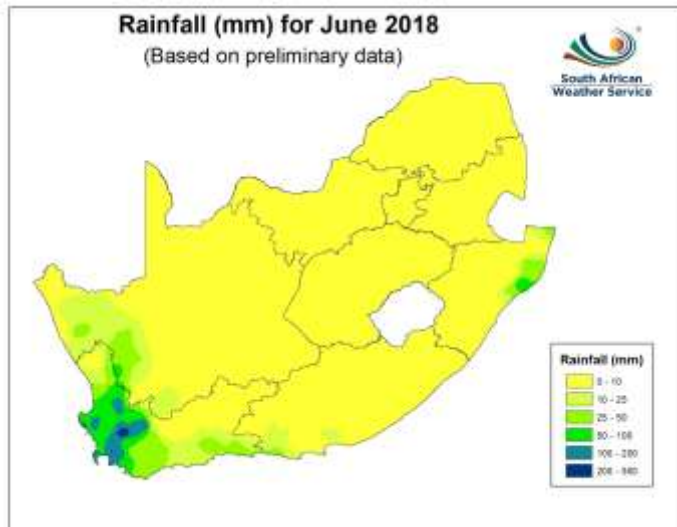 Rainfall (mm) for June 2018
(Based on preliminary data)
South African
Weather Service
Rainfall (mm)
0 - 10
10 - 25
25 - 50
50 - 100
100 - 200
200 - 500